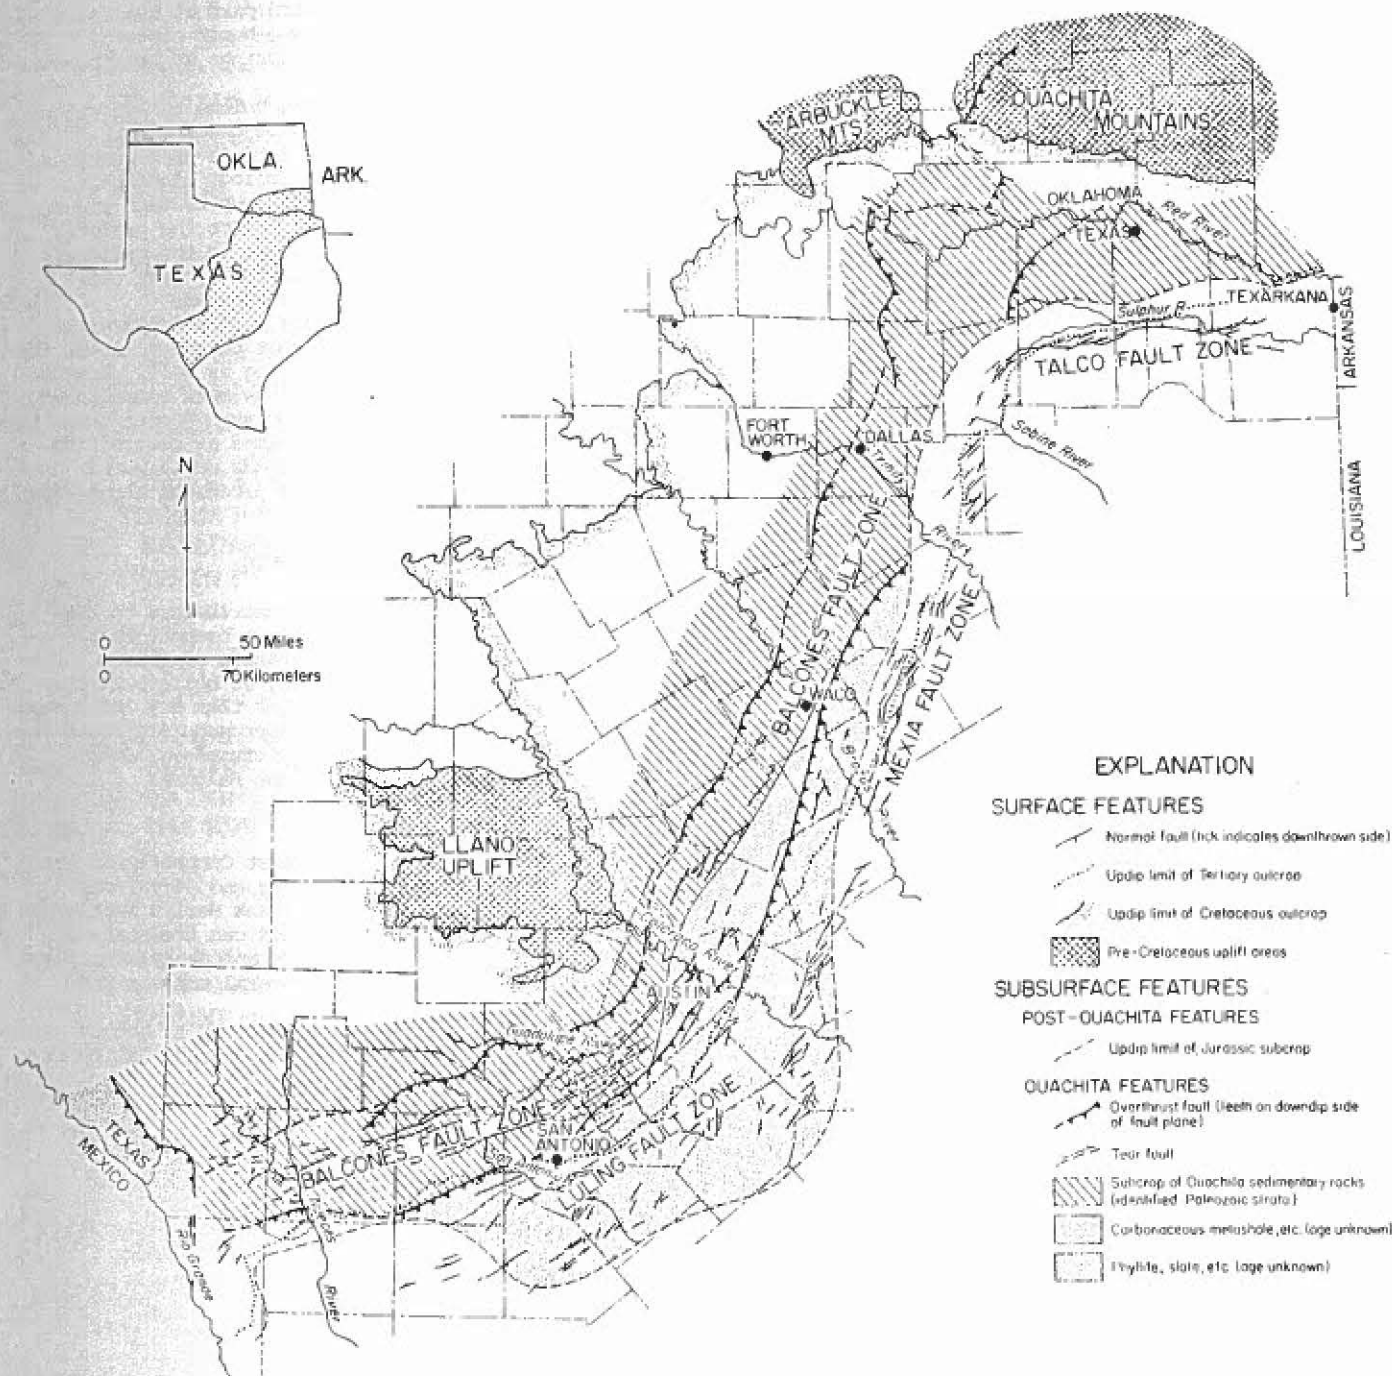 OKLA.
ARK.
TEXAS
N
0 50 Miles
0 70 Kilometers
ARBUCKLE
MTS.
OUACHITA
MOUNTAINS
OKLAHOMA
TEXAS
Red River
TEXARKANA
Sulphur R.
ARKANSAS
LOUISIANA
TALCO FAULT ZONE
Sabine River
FORT
WORTH
DALLAS
Trinity
River
BALCONES FAULT ZONE
MEXIA FAULT ZONE
WACO
River
LLANO
UPLIFT
River
AUSTIN
Guadalupe River
BALCONES FAULT ZONE
SAN
ANTONIO
LULING FAULT ZONE
TEXAS
MEXICO
Rio Grande
Nueces
River
EXPLANATION
SURFACE FEATURES
Normal fault (tick indicates downthrown side)
Updip limit of Tertiary outcrop
Updip limit of Cretaceous outcrop
Pre-Cretaceous uplift areas
SUBSURFACE FEATURES
POST-OUACHITA FEATURES
Updip limit of Jurassic subcrop
OUACHITA FEATURES
Overthrust fault (teeth on downdip side
of fault plane)
Tear fault
Subcrop of Ouachita sedimentary rocks
(identified Paleozoic strata)
Carbonaceous metashale, etc. (age unknown)
Phyllite, slate, etc. (age unknown)